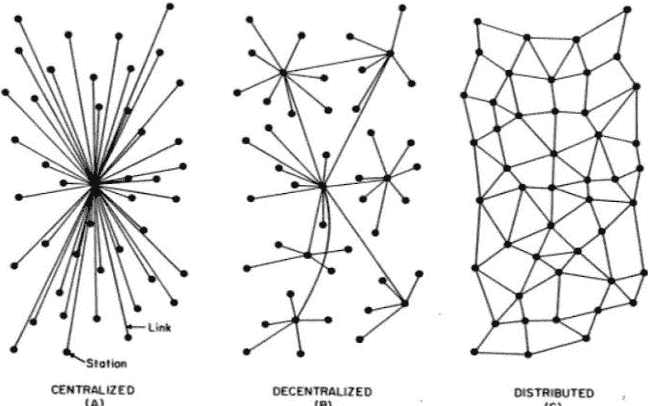 Link
Station
CENTRALIZED
(A)
DECENTRALIZED
(B)
DISTRIBUTED
(C)